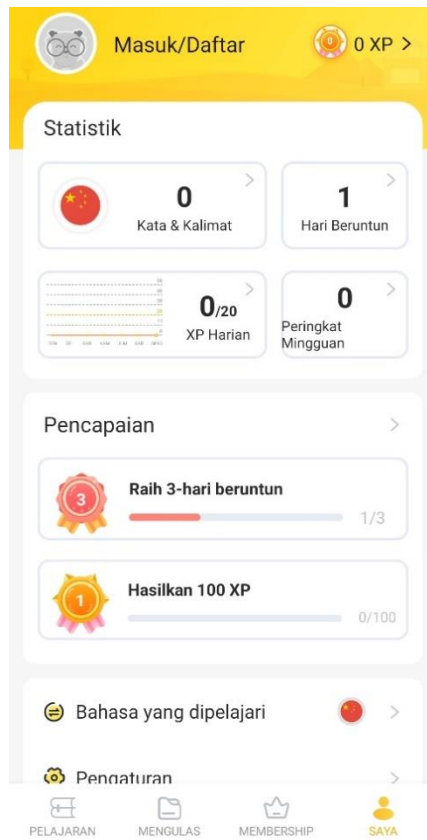 Masuk/Daftar
0 XP >
Statistik
0
Kata & Kalimat
1
Hari Beruntun
0/20
XP Harian
0
Peringkat
Mingguan
Pencapaian
3
Raih 3-hari beruntun
1/3
1
Hasilkan 100 XP
0/100
Bahasa yang dipelajari
Pengaturan
PELAJARAN
MENGULAS
MEMBERSHIP
SAYA